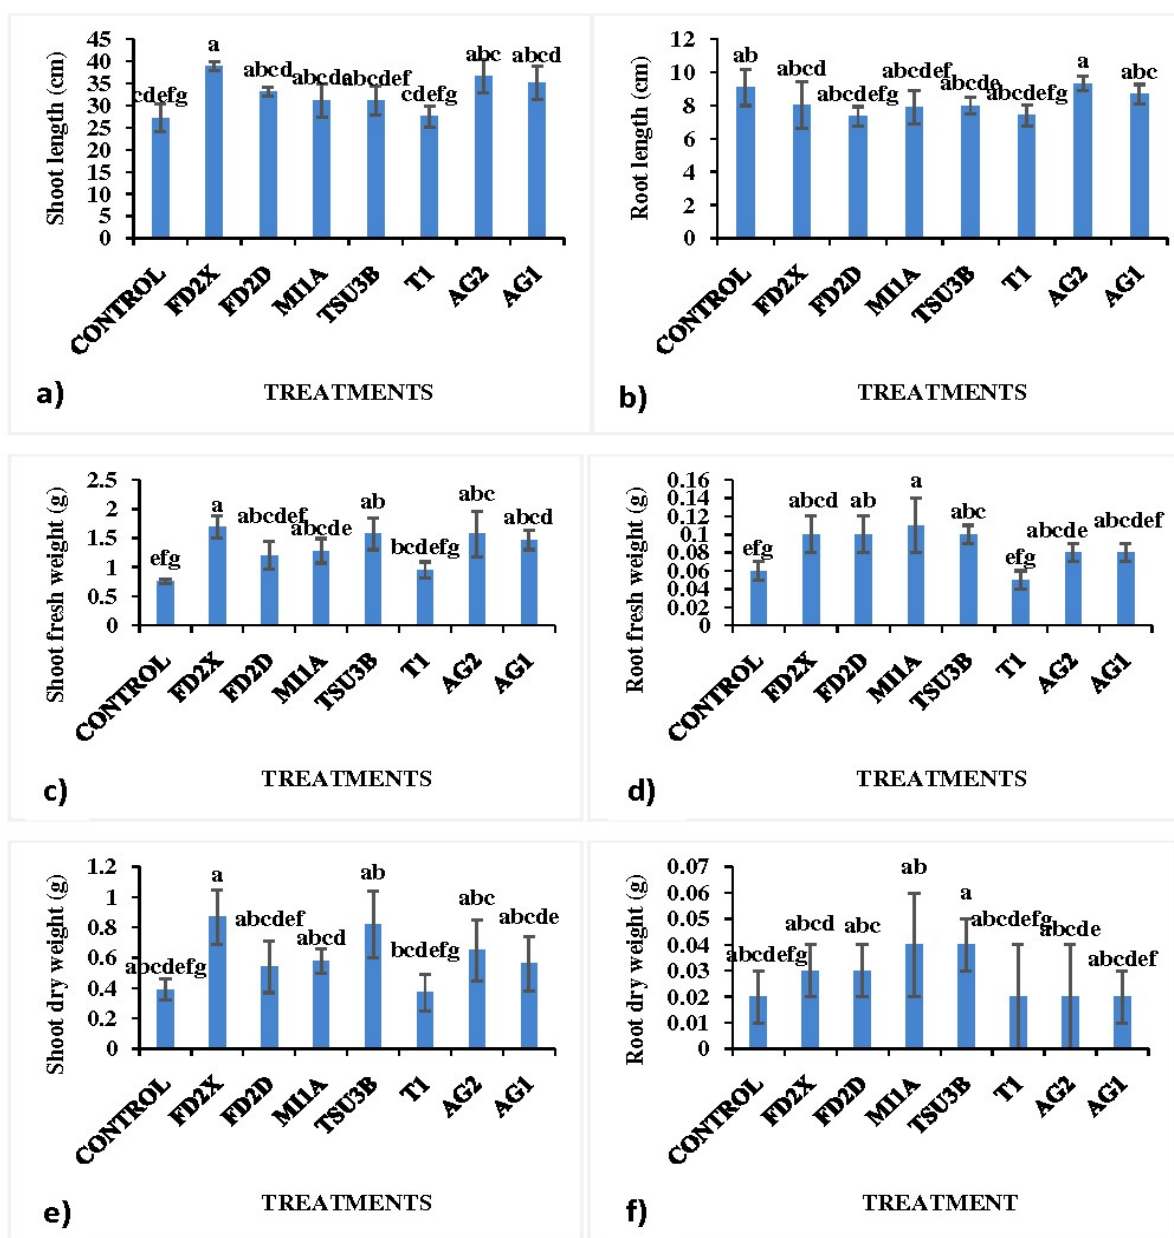 45
40
35
30
25
20
15
10
5
0
Shoot length (cm)
cdefg
a
abcd
abcde
abcdef
cdefg
abc
abcd
CONTROL
FD2X
FD2D
MI1A
TSU3B
T1
AG2
AG1
TREATMENTS
a)
12
10
8
6
4
2
0
Root length (cm)
ab
abcd
abcdefg
abcdef
abcde
abcdefg
a
abc
CONTROL
FD2X
FD2D
MI1A
TSU3B
T1
AG2
AG1
TREATMENTS
b)
2.5
2
1.5
1
0.5
0
Shoot fresh weight (g)
efg
a
abcdef
abcde
ab
bcdefg
abc
abcd
CONTROL
FD2X
FD2D
MI1A
TSU3B
T1
AG2
AG1
TREATMENTS
c)
0.16
0.14
0.12
0.1
0.08
0.06
0.04
0.02
0
Root fresh weight (g)
efg
abcd
ab
a
abc
efg
abcde
abcdef
CONTROL
FD2X
FD2D
MI1A
TSU3B
T1
AG2
AG1
TREATMENTS
d)
1.2
1
0.8
0.6
0.4
0.2
0
Shoot dry weight (g)
abcdefg
a
abcdef
abcd
ab
bcdefg
abc
abcde
CONTROL
FD2X
FD2D
MI1A
TSU3B
T1
AG2
AG1
TREATMENTS
e)
0.07
0.06
0.05
0.04
0.03
0.02
0.01
0
Root dry weight (g)
abcdefg
abcd
abc
ab
a
abcdefg
abcde
abcdef
CONTROL
FD2X
FD2D
MI1A
TSU3B
T1
AG2
AG1
TREATMENT
f)